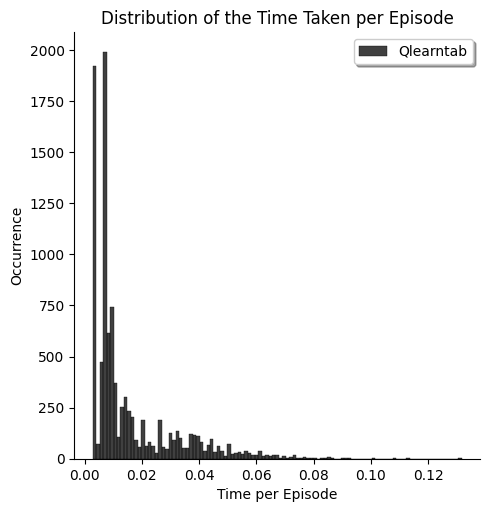 Distribution of the Time Taken per Episode
Qlearntab
2000
1750
1500
1250
1000
750
500
250
0
Occurrence
0.00 0.02 0.04 0.06 0.08 0.10 0.12
Time per Episode